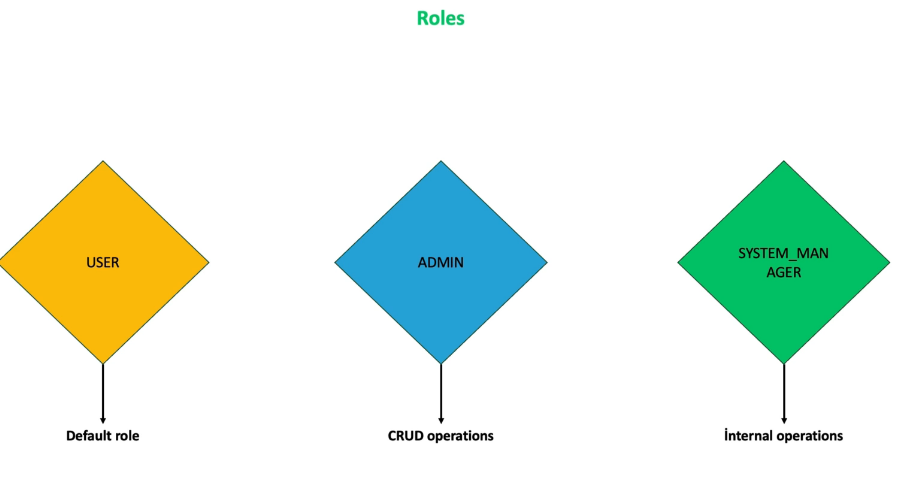 Roles
USER
ADMIN
SYSTEM_MAN
AGER
Default role
CRUD operations
İnternal operations